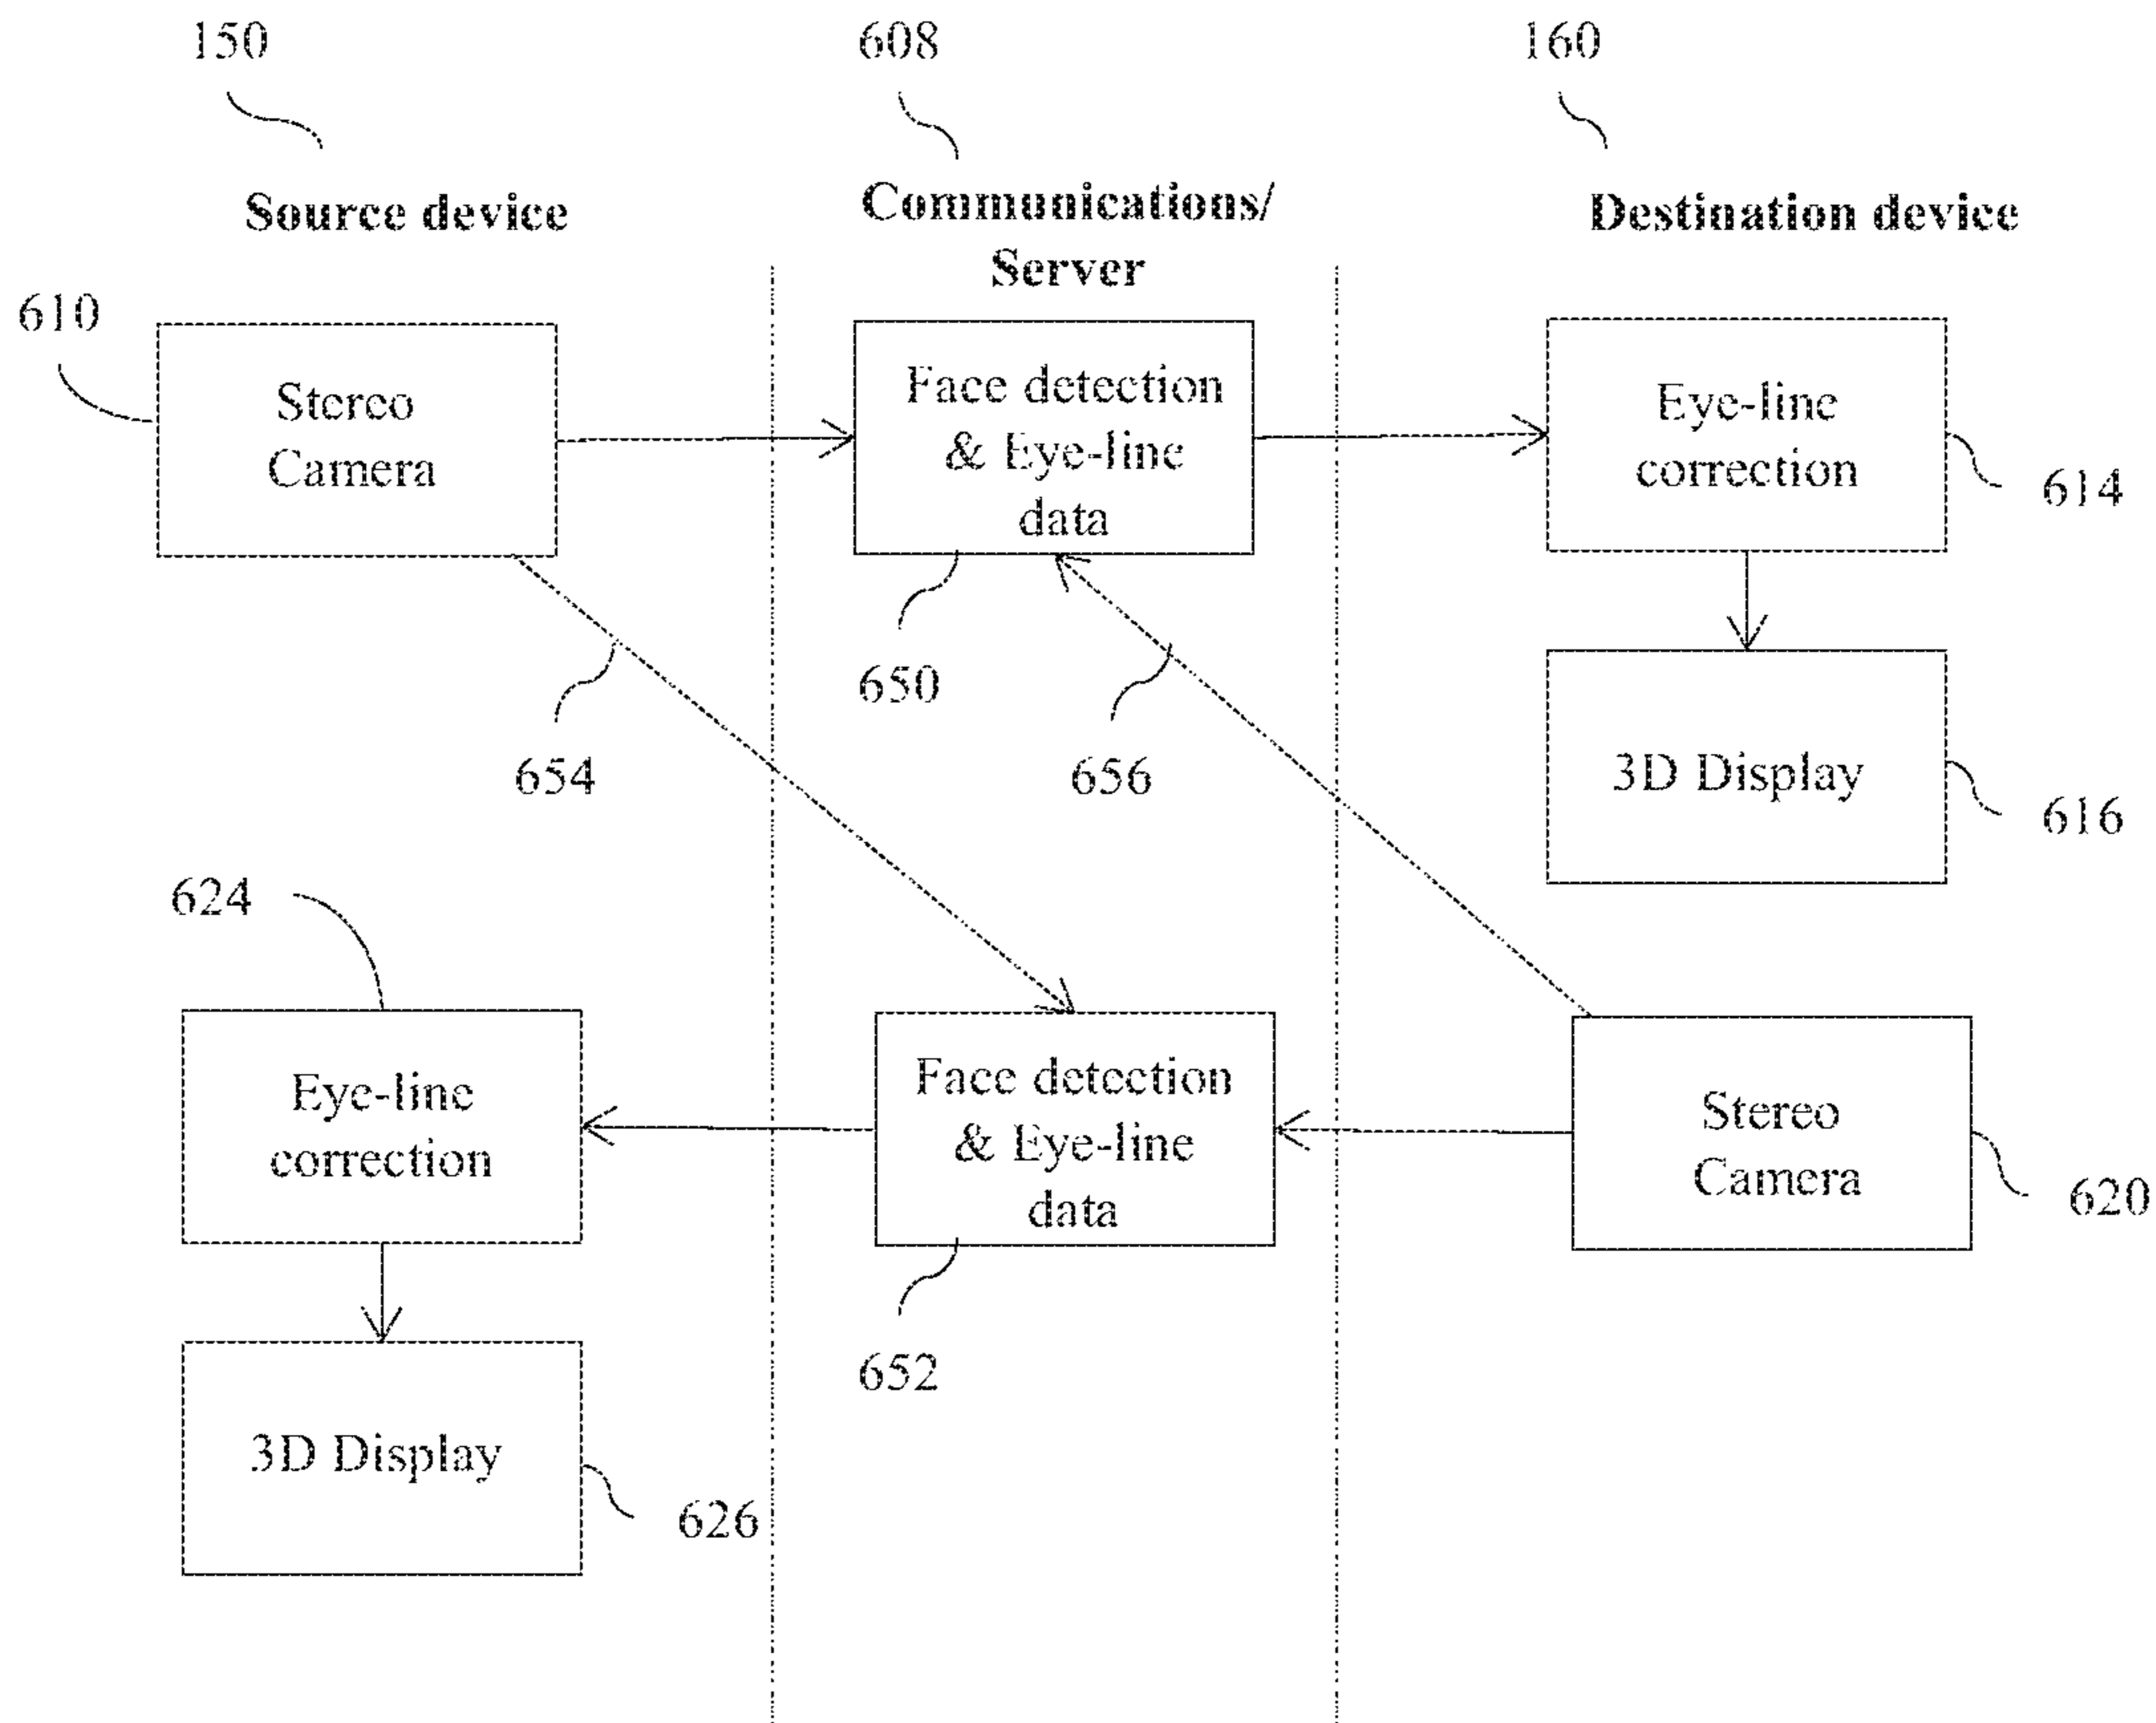 150
608
160
Source device
Communications/
Server
Destination device
610
Stereo
Camera
Face detection
& Eye-line
data
Eye-line
correction
614
650
654
656
3D Display
616
624
Eye-line
correction
Face detection
& Eye-line
data
Stereo
Camera
620
652
3D Display
626